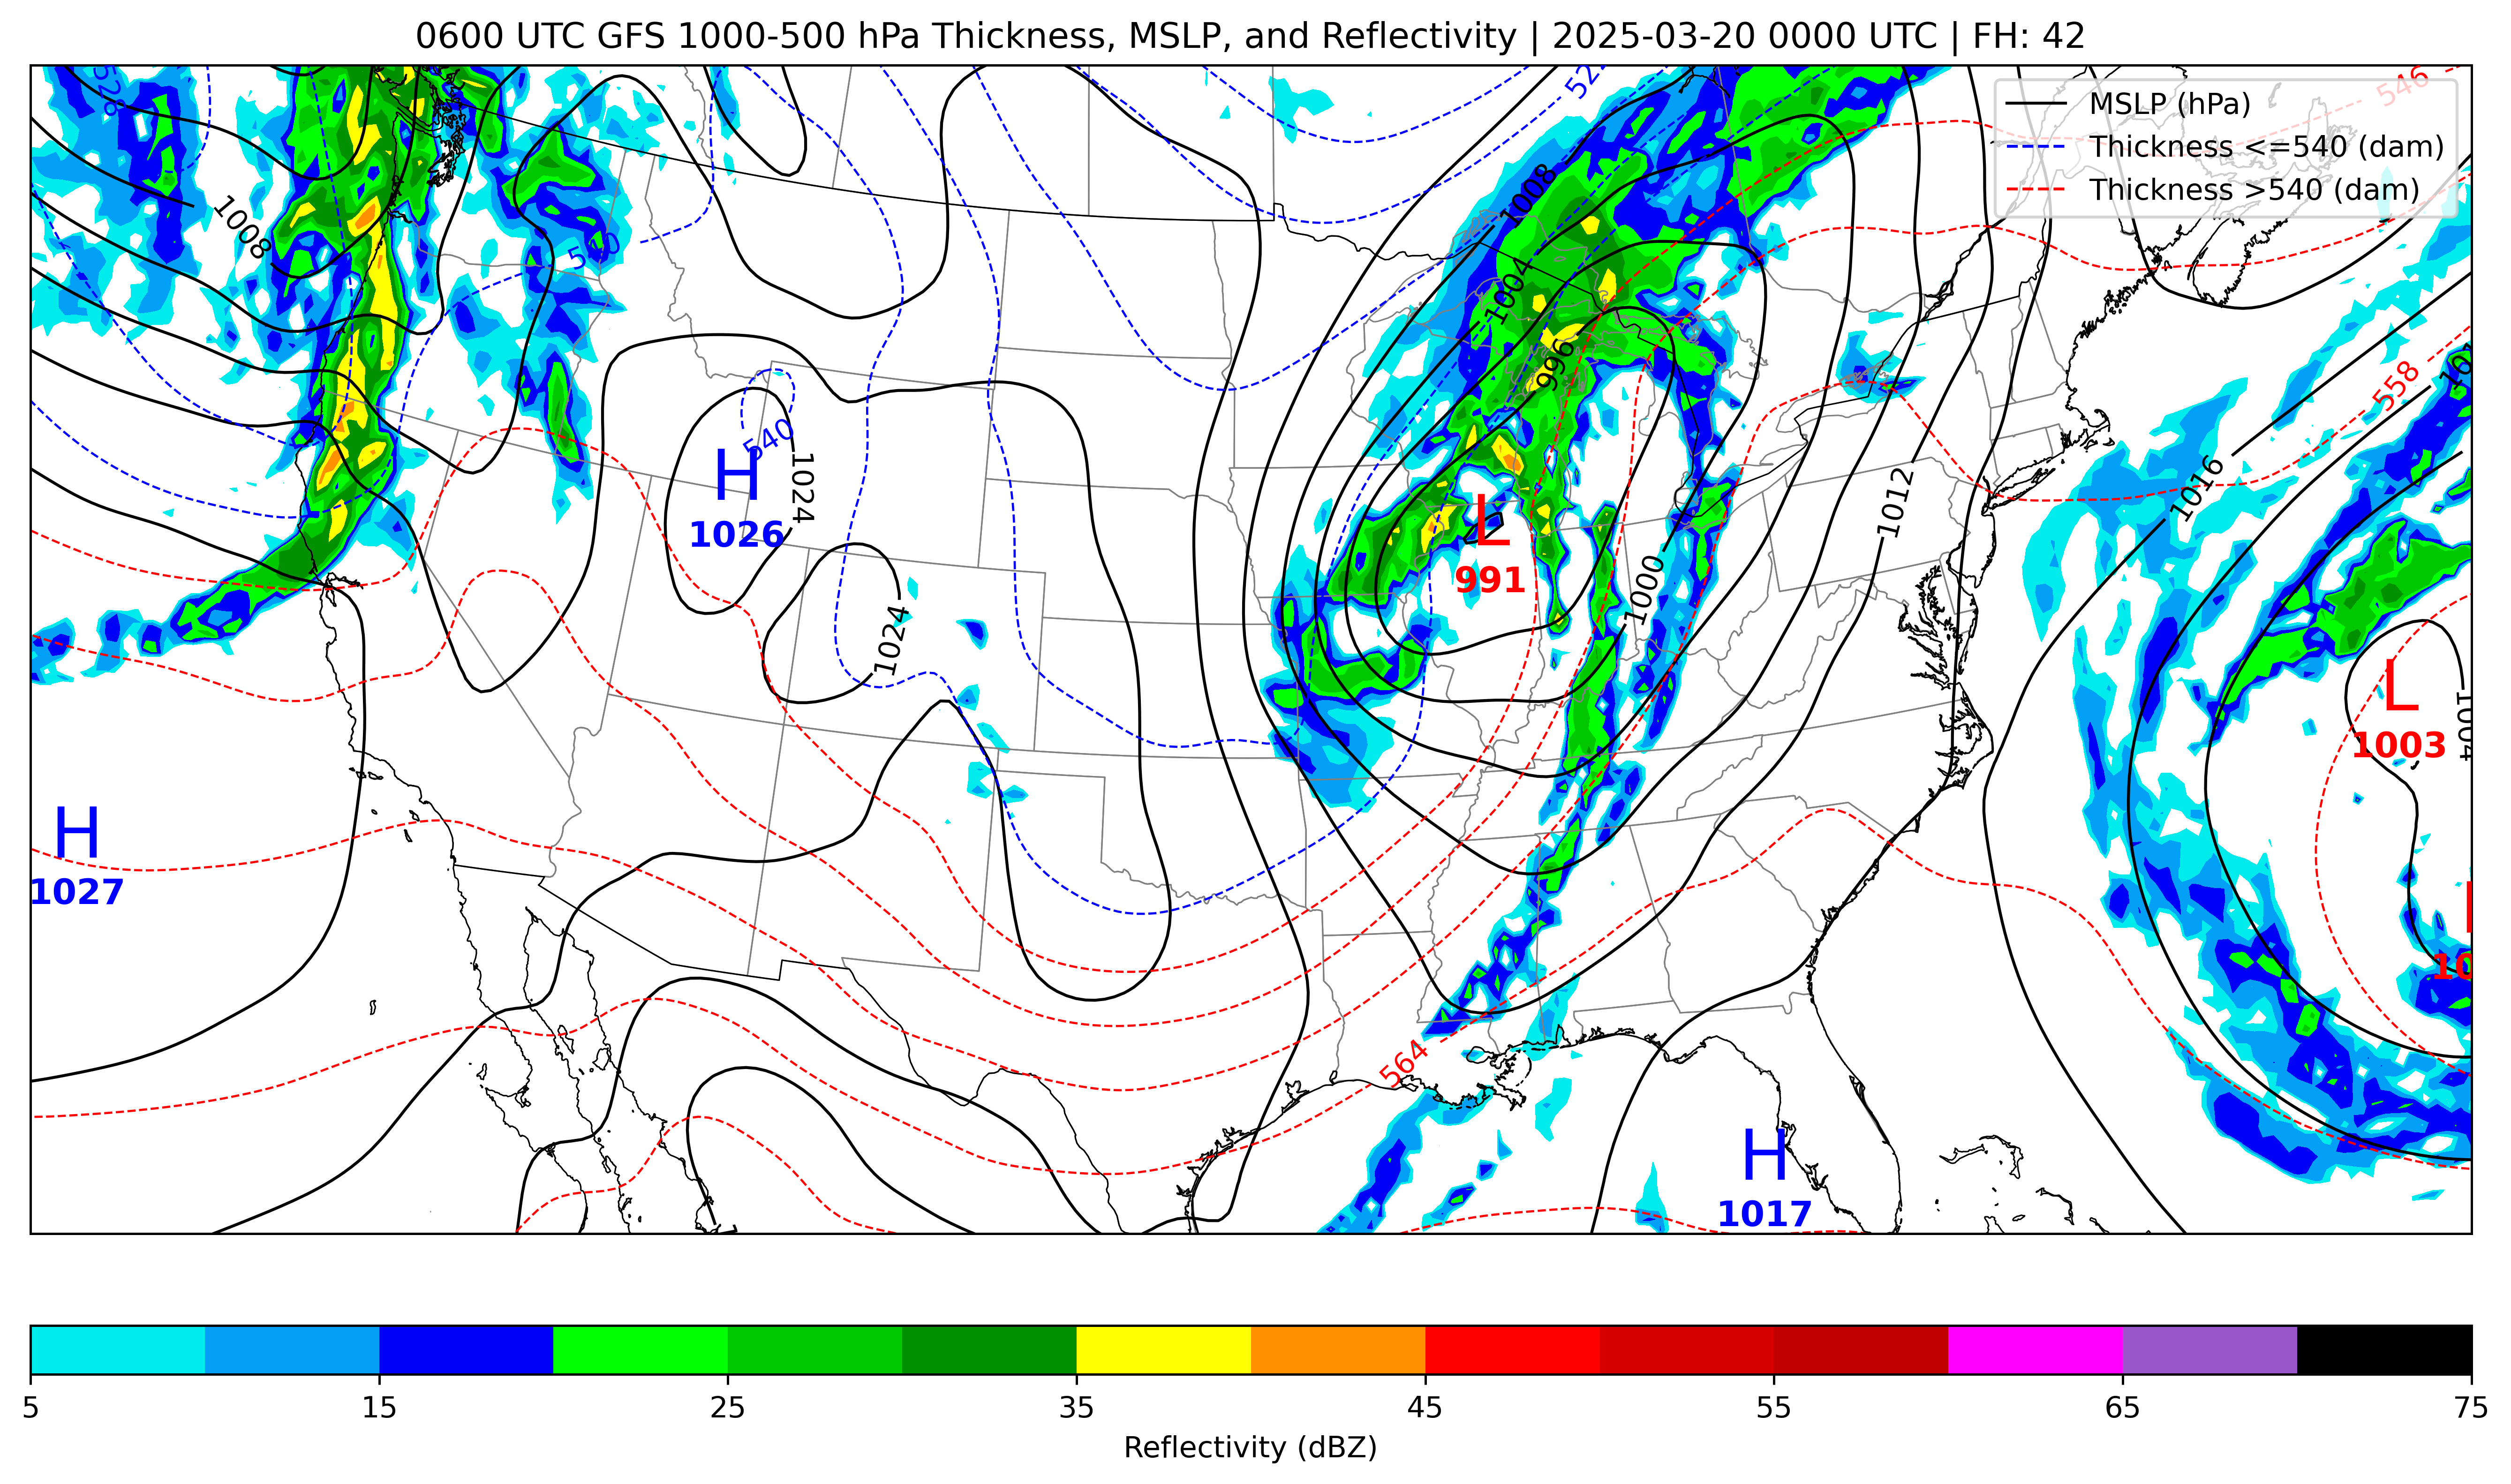 0600 UTC GFS 1000-500 hPa Thickness, MSLP, and Reflectivity | 2025-03-20 0000 UTC | FH: 42
528
546
MSLP (hPa)
Thickness <=540 (dam)
Thickness >540 (dam)
1008
1008
540
1004
996
558
540
H
1026
1024
L
991
1012
1016
1000
1024
L
1003
1004
H
1027
564
H
1017
5
15
25
35
45
55
65
75
Reflectivity (dBZ)